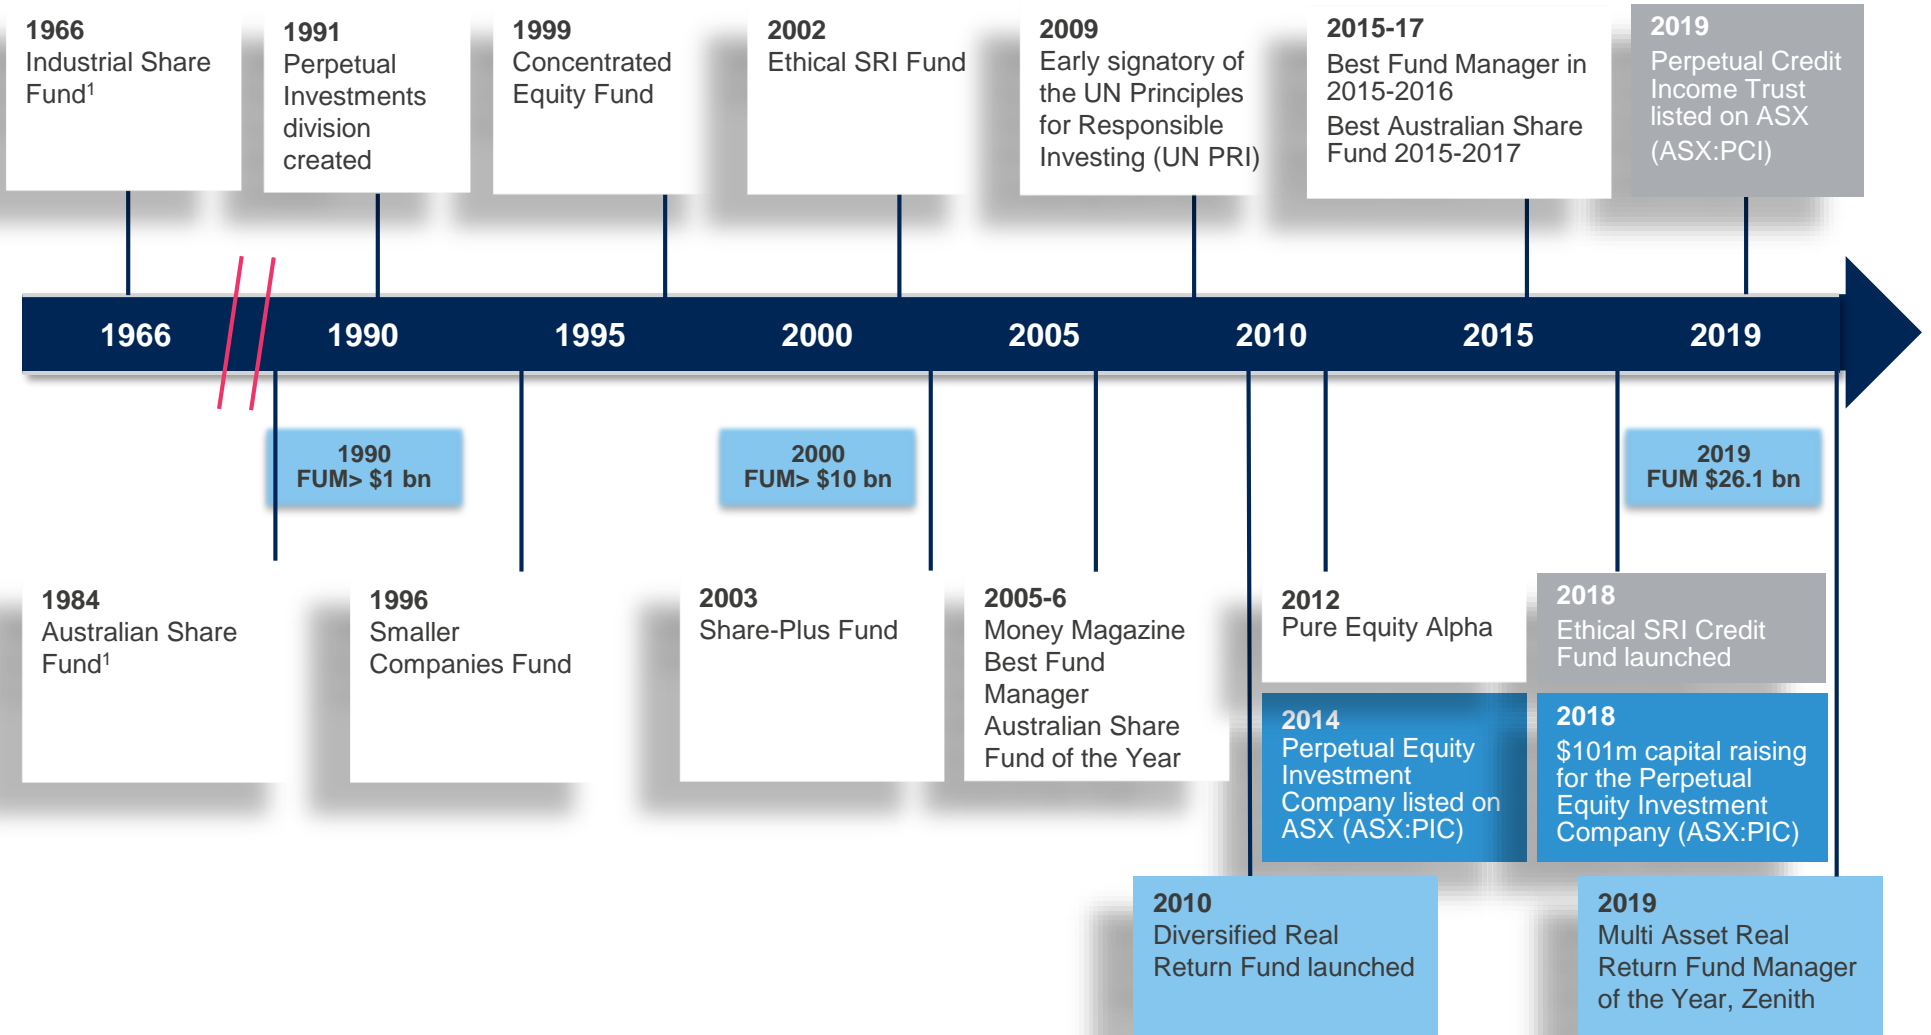 1966
Industrial Share
Fund¹
1991
Perpetual
Investments
division
created
1999
Concentrated
Equity Fund
2002
Ethical SRI Fund
2009
Early signatory of
the UN Principles
for Responsible
Investing (UN PRI)
2015-17
Best Fund Manager in
2015-2016
Best Australian Share
Fund 2015-2017
2019
Perpetual Credit
Income Trust
listed on ASX
(ASX:PCI)
1966 1990 1995 2000 2005 2010 2015 2019
1990
FUM> $1 bn
2000
FUM> $10 bn
2019
FUM $26.1 bn
1984
Australian Share
Fund¹
1996
Smaller
Companies Fund
2003
Share-Plus Fund
2005-6
Money Magazine
Best Fund
Manager
Australian Share
Fund of the Year
2012
Pure Equity Alpha
2018
Ethical SRI Credit
Fund launched
2014
Perpetual Equity
Investment
Company listed on
ASX (ASX:PIC)
2018
$101m capital raising
for the Perpetual
Equity Investment
Company (ASX:PIC)
2010
Diversified Real
Return Fund launched
2019
Multi Asset Real
Return Fund Manager
of the Year, Zenith